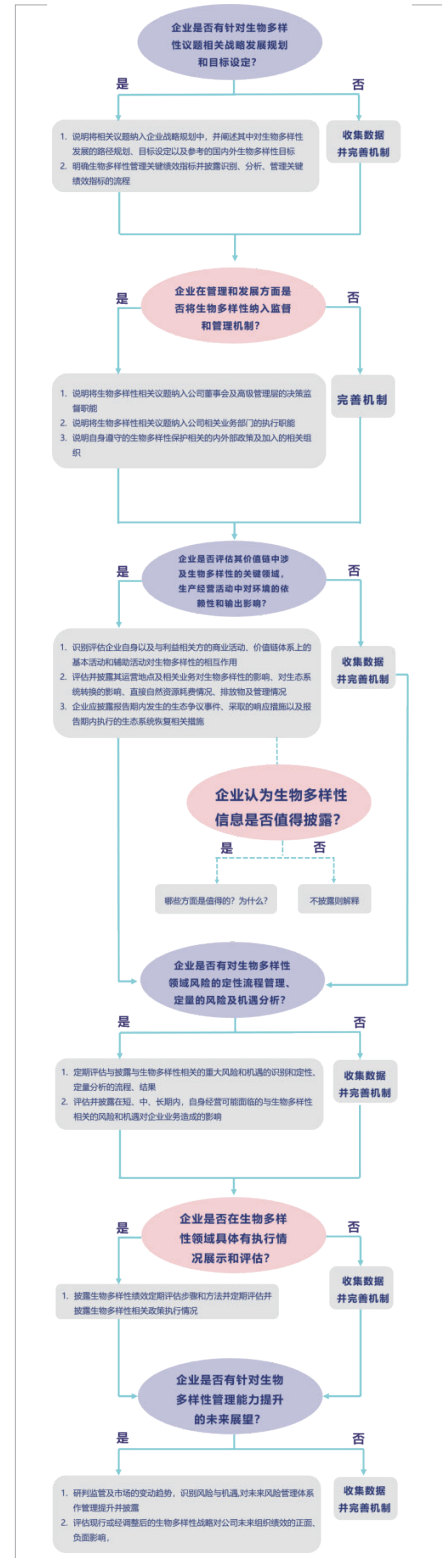 企业是否有针对生物多样
性议题相关战略发展规划
和目标设定？
是
否
1. 说明将相关议题纳入企业战略规划中，并阐述其中对生物多样性
发展的路径规划、目标设定以及参考的国内外生物多样性目标
2. 明确生物多样性管理关键绩效指标并披露识别、分析、管理关键
绩效指标的流程
收集数据
并完善机制
企业在管理和发展方面是
否将生物多样性纳入监督
和管理机制？
是
否
1. 说明将生物多样性相关议题纳入公司董事会及高级管理层的决策监
督职能
2. 说明将生物多样性相关议题纳入公司相关业务部门的执行职能
3. 说明自身遵守的生物多样性保护相关的内外部政策及加入的相关组
织
完善机制
企业是否评估其价值链中涉
及生物多样性的关键领域，
生产经营活动中对环境的依
赖性和输出影响？
是
否
1. 识别评估企业自身以及与利益相关方的商业活动、价值链体系上的
基本活动和辅助活动对生物多样性的相互作用
2. 评估并披露其运营地点及相关业务对生物多样性的影响、对生态系
统转换的影响、直接自然资源耗费情况、排放物及管理情况
3. 企业应披露报告期内发生的生态争议事件、采取的响应措施以及报
告期内执行的生态系统恢复相关措施
收集数据
并完善机制
企业认为生物多样性
信息是否值得披露？
是
否
哪些方面是值得的？为什么？
不披露则解释
企业是否有对生物多样性
领域风险的定性流程管理、
定量的风险及机遇分析？
是
否
1. 定期评估与披露与生物多样性相关的重大风险和机遇的识别和定性、
定量分析的流程、结果
2. 评估并披露在短、中、长期内，自身经营可能面临的与生物多样性
相关的风险和机遇对企业业务造成的影响
收集数据
并完善机制
企业是否在生物多样
性领域具体有执行情
况展示和评估？
是
否
1. 披露生物多样性绩效定期评估步骤和方法并定期评估并
披露生物多样性相关政策执行情况
收集数据
并完善机制
企业是否有针对生物
多样性管理能力提升
的未来展望？
是
否
1. 研判监管及市场的变动趋势，识别风险与机遇,对未来风险管理体系
作管理提升并披露
2. 评估现行或经调整后的生物多样性战略对公司未来组织绩效的正面、
负面影响，
收集数据
并完善机制